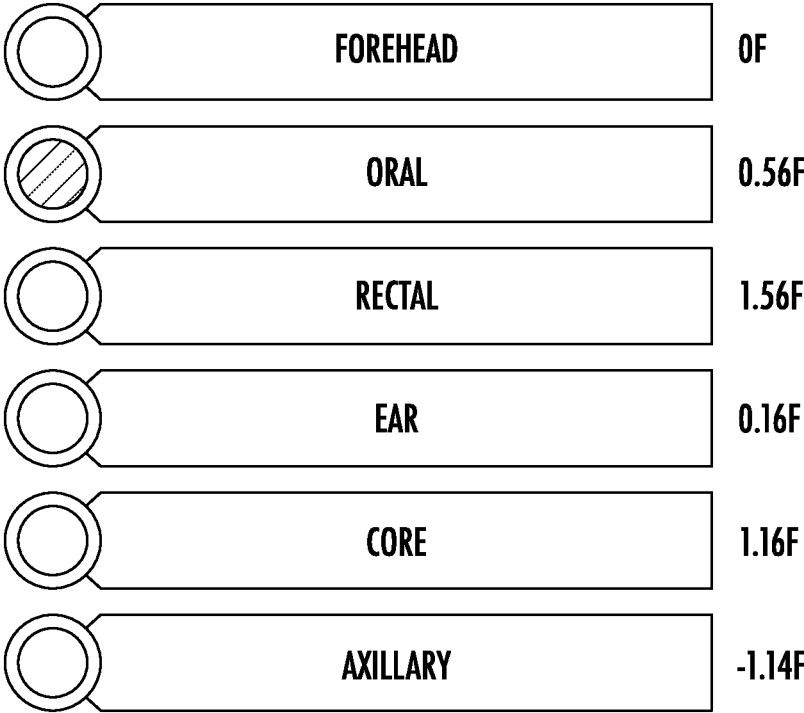 FOREHEAD 0F
ORAL 0.56F
RECTAL 1.56F
EAR 0.16F
CORE 1.16F
AXILLARY -1.14F